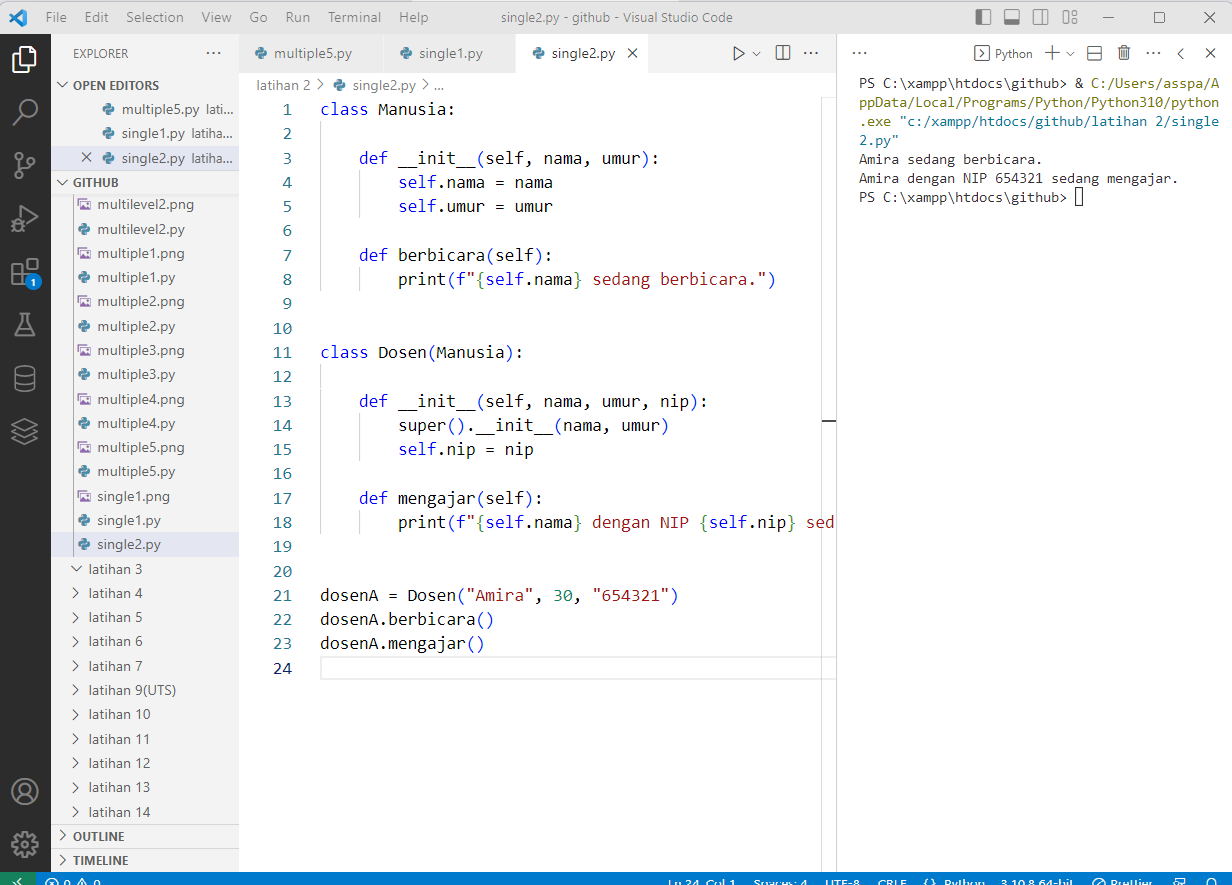 File Edit Selection View Go Run Terminal Help single2.py - github - Visual Studio Code
EXPLORER ...
OPEN EDITORS
multiple5.py lati...
single1.py latiha...
single2.py latiha...
GITHUB
multilevel2.png
multilevel2.py
multiple1.png
multiple1.py
multiple2.png
multiple2.py
multiple3.png
multiple3.py
multiple4.png
multiple4.py
multiple5.png
multiple5.py
single1.png
single1.py
single2.py
latihan 3
latihan 4
latihan 5
latihan 6
latihan 7
latihan 9(UTS)
latihan 10
latihan 11
latihan 12
latihan 13
latihan 14
OUTLINE
TIMELINE
1
multiple5.py single1.py single2.py
latihan 2 > single2.py > ...
1 class Manusia:
2
3 def __init__(self, nama, umur):
4 self.nama = nama
5 self.umur = umur
6
7 def berbicara(self):
8 print(f"{self.nama} sedang berbicara.")
9
10
11 class Dosen(Manusia):
12
13 def __init__(self, nama, umur, nip):
14 super().__init__(nama, umur)
15 self.nip = nip
16
17 def mengajar(self):
18 print(f"{self.nama} dengan NIP {self.nip} sed
19
20
21 dosenA = Dosen("Amira", 30, "654321")
22 dosenA.berbicara()
23 dosenA.mengajar()
24
Python
PS C:\xampp\htdocs\github> & C:/Users/asspa/A
ppData/Local/Programs/Python/Python310/python
.exe "c:/xampp/htdocs/github/latihan 2/single
2.py"
Amira sedang berbicara.
Amira dengan NIP 654321 sedang mengajar.
PS C:\xampp\htdocs\github>
0 0 Ln 24, Col 1 Spaces: 4 UTF-8 CRLF {} Python 3.10.8 64-bit Prettier